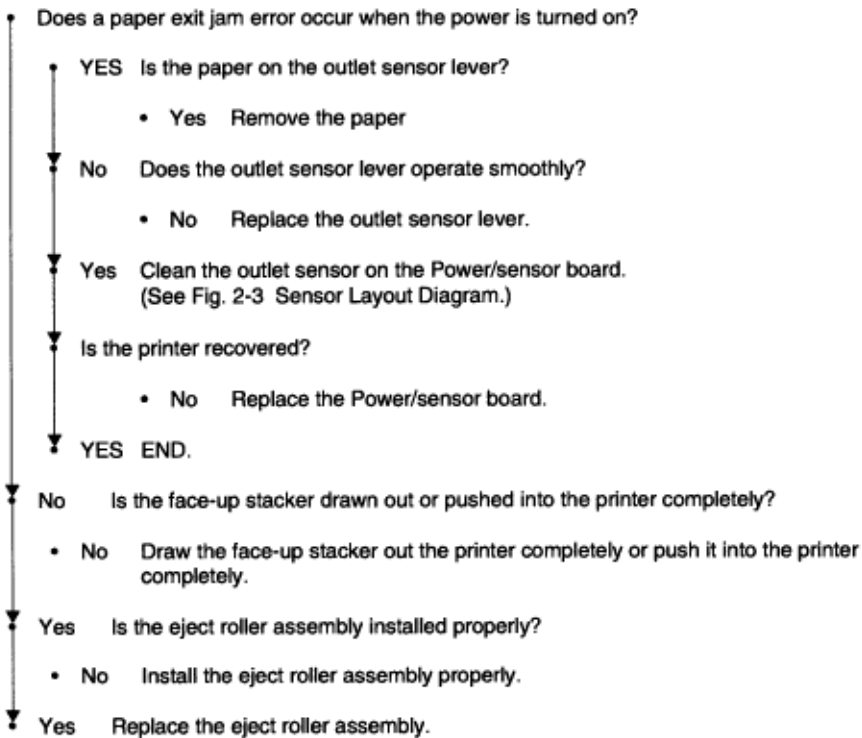 • Does a paper exit jam error occur when the power is turned on?
• YES Is the paper on the outlet sensor lever?
• Yes Remove the paper
No Does the outlet sensor lever operate smoothly?
• No Replace the outlet sensor lever.
Yes Clean the outlet sensor on the Power/sensor board.
(See Fig. 2-3 Sensor Layout Diagram.)
Is the printer recovered?
• No Replace the Power/sensor board.
YES END.
No Is the face-up stacker drawn out or pushed into the printer completely?
• No Draw the face-up stacker out the printer completely or push it into the printer
completely.
Yes Is the eject roller assembly installed properly?
• No Install the eject roller assembly properly.
Yes Replace the eject roller assembly.